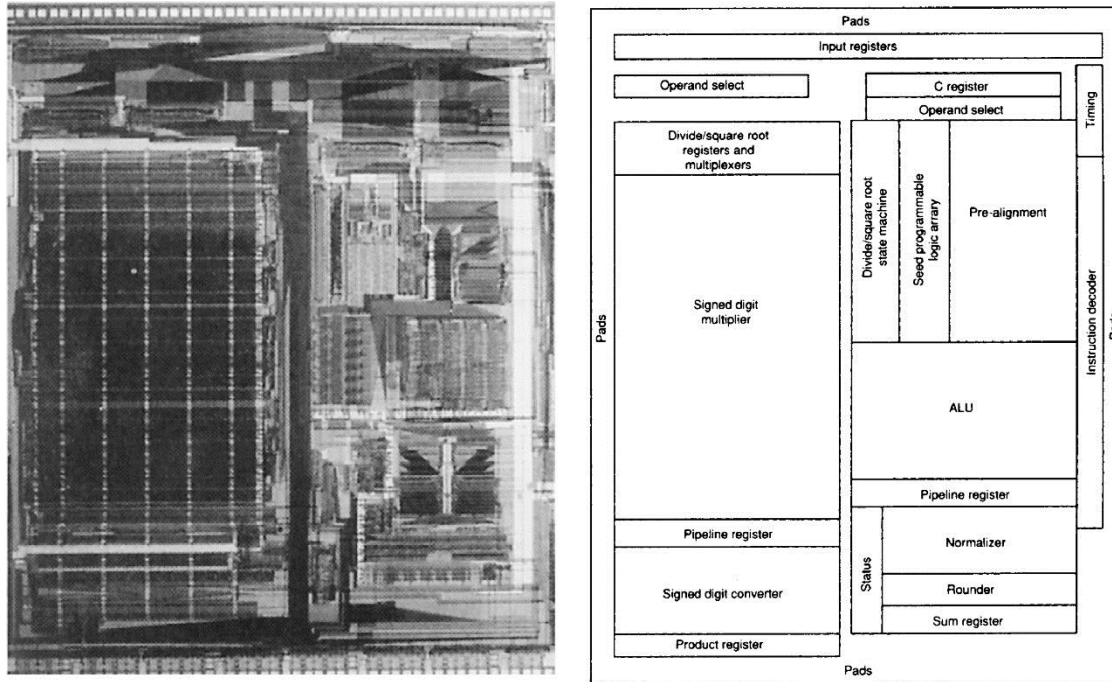 Pads
Input registers
Operand select
C register
Operand select
Timing
Divide/square root
registers and
multiplexers
Divide/square root
state machine
Seed programmable
logic arrary
Pre-alignment
Signed digit
multiplier
Pads
Instruction decoder
Pads
ALU
Pipeline register
Pipeline register
Status
Normalizer
Signed digit converter
Rounder
Sum register
Product register
Pads